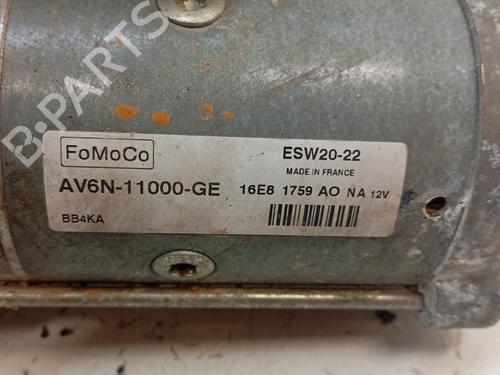 B-PARTS
FoMoCo
ESW20-22
MADE IN FRANCE
AV6N-11000-GE
16E8 1759 AO NA 12V
BB4KA